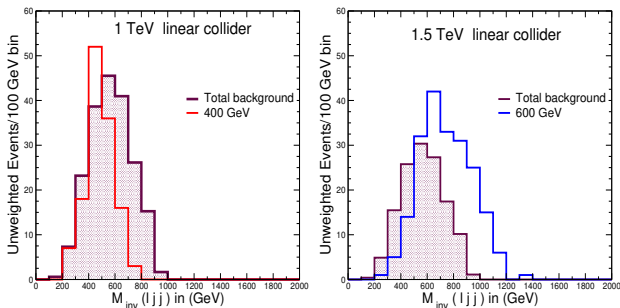 1 TeV linear collider
Unweighted Events/100 GeV bin
60
50
40
30
20
10
0
Total background
400 GeV
0 200 400 600 800 1000 1200 1400 1600 1800 2000
M inv (l j j ) in (GeV)
1.5 TeV linear collider
Unweighted Events/100 GeV bin
60
50
40
30
20
10
0
Total background
600 GeV
0 200 400 600 800 1000 1200 1400 1600 1800 2000
M inv (l j j ) in (GeV)